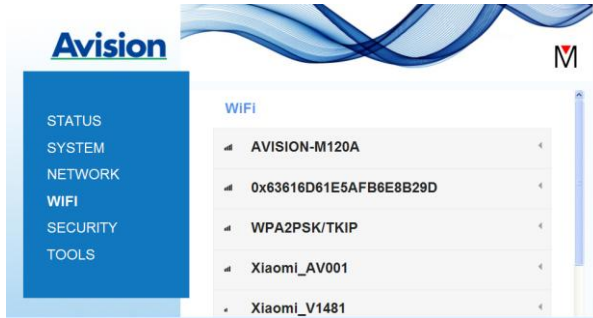 Avision
M
STATUS
SYSTEM
NETWORK
WIFI
SECURITY
TOOLS
WiFi
AVISION-M120A
0x63616D61E5AFB6E8B29D
WPA2PSK/TKIP
Xiaomi_AV001
Xiaomi_V1481